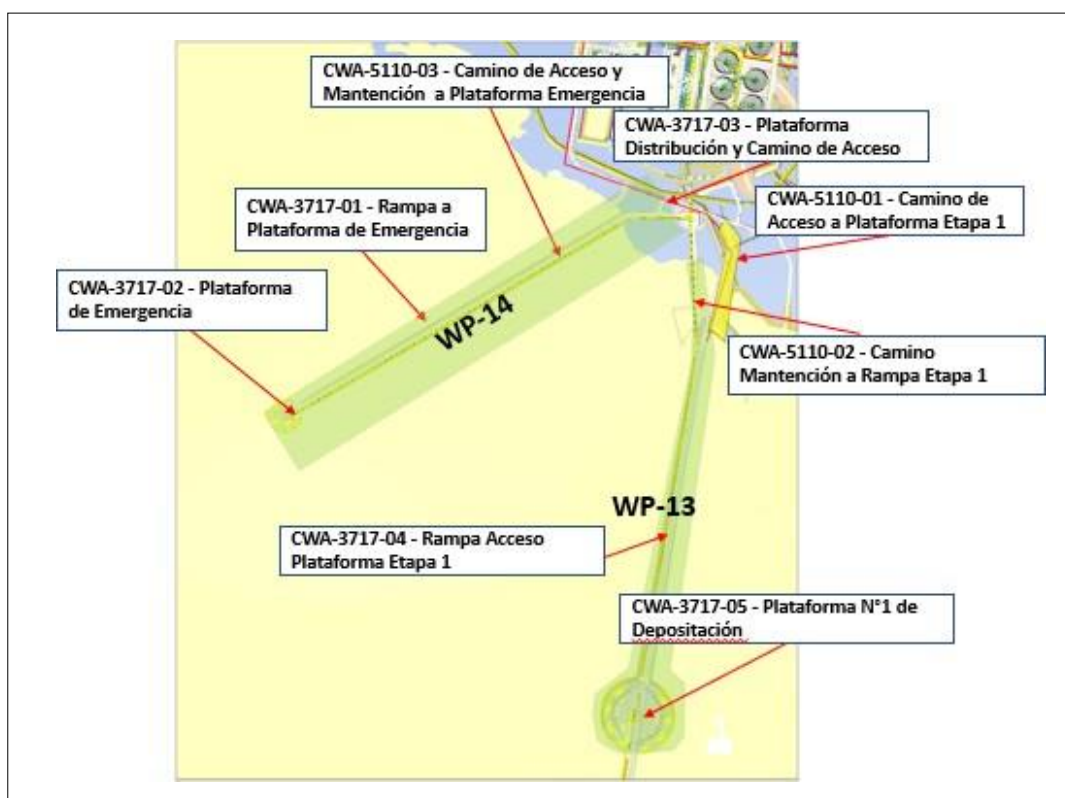 CWA-5110-03 - Camino de Acceso y
Mantención a Plataforma Emergencia
CWA-3717-03 - Plataforma
Distribución y Camino de Acceso
CWA-5110-01 - Camino de
Acceso a Plataforma Etapa 1
CWA-3717-01 - Rampa a
Plataforma de Emergencia
CWA-3717-02 - Plataforma
de Emergencia
WP-14
CWA-5110-02 - Camino
Mantención a Rampa Etapa 1
WP-13
CWA-3717-04 - Rampa Acceso
Plataforma Etapa 1
CWA-3717-05 - Plataforma N°1 de
Depositación